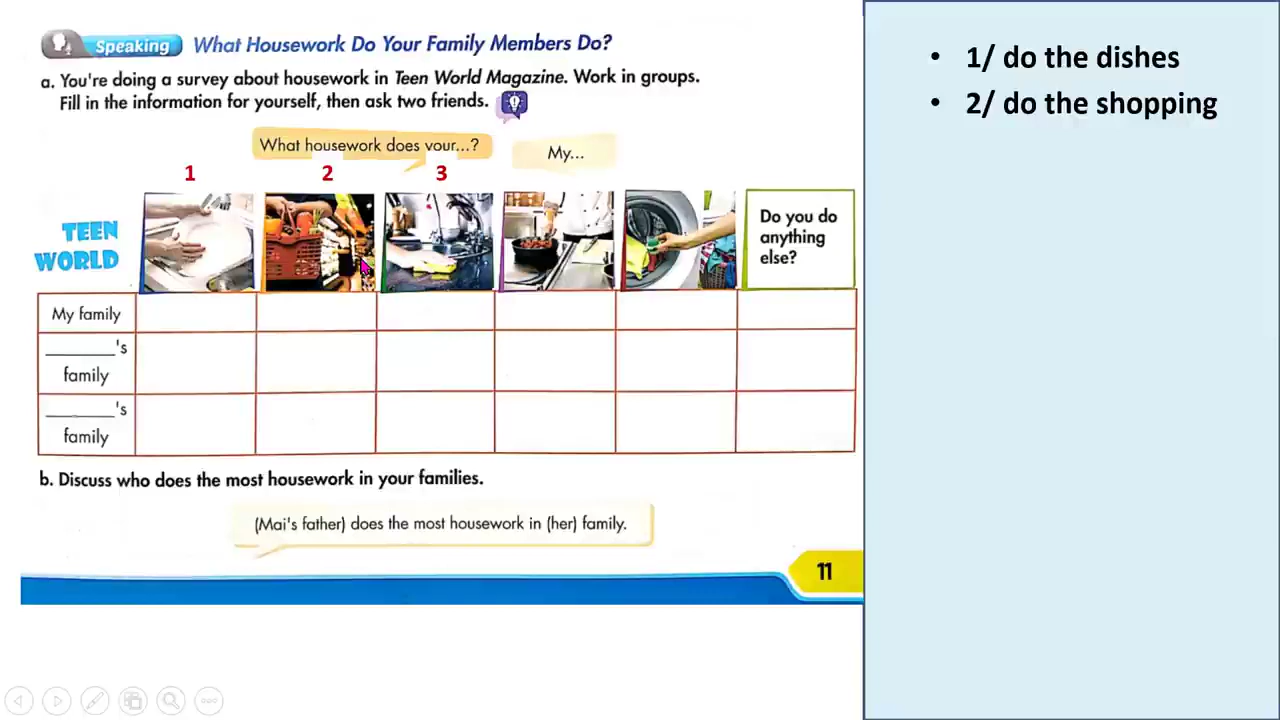 Speaking What Housework Do Your Family Members Do?
a. You're doing a survey about housework in Teen World Magazine. Work in groups.
Fill in the information for yourself, then ask two friends.
What housework does your...?
My...
1 2 3
TEEN
WORLD
Do you do
anything
else?
My family
________'s
family
________'s
family
b. Discuss who does the most housework in your families.
(Mai's father) does the most housework in (her) family.
11
• 1/ do the dishes
• 2/ do the shopping